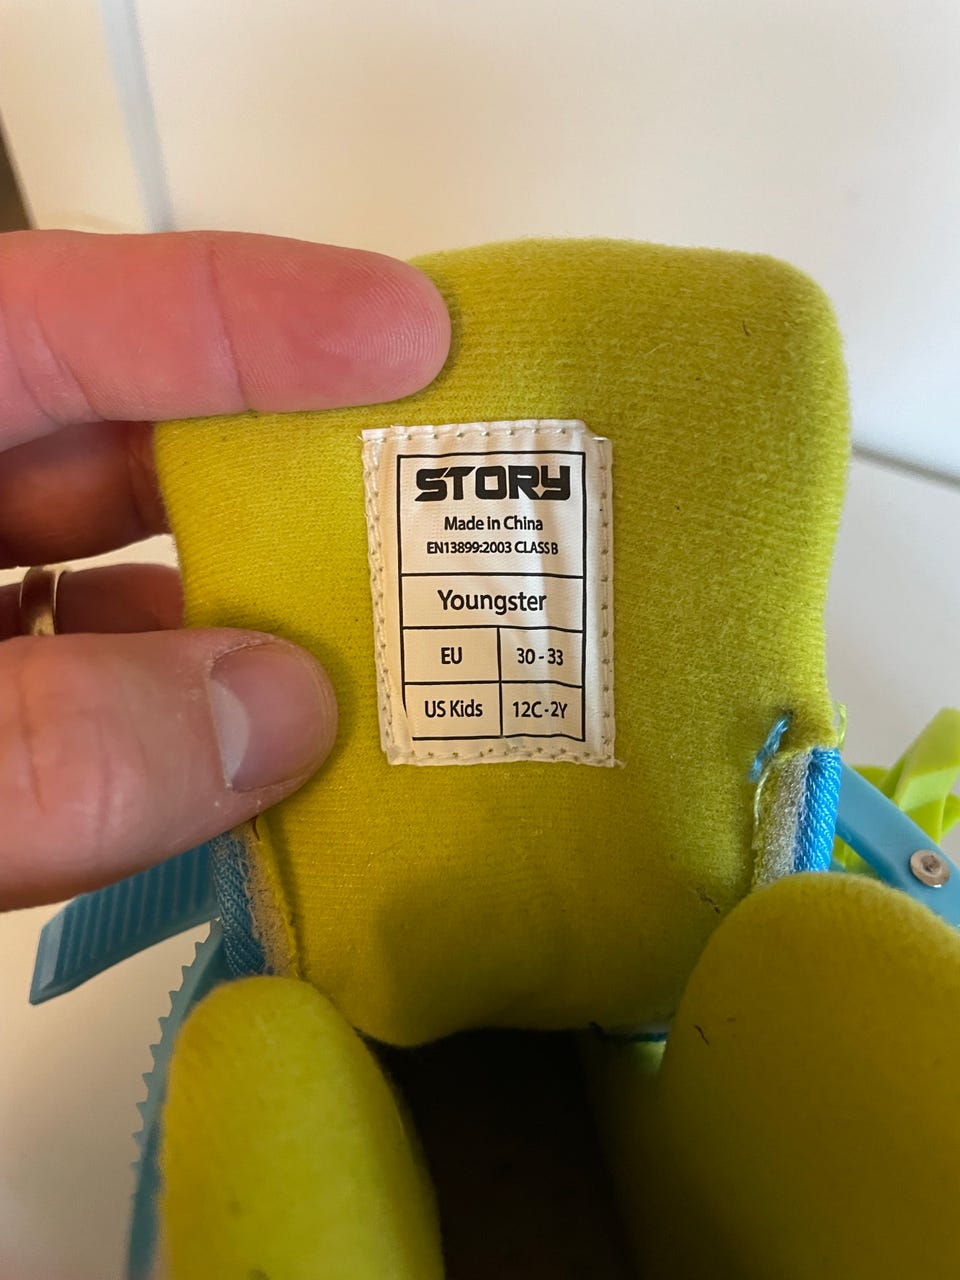 STORY
Made in China
EN13899:2003 CLASS B
Youngster
EU 30 - 33
US Kids 12C - 2Y